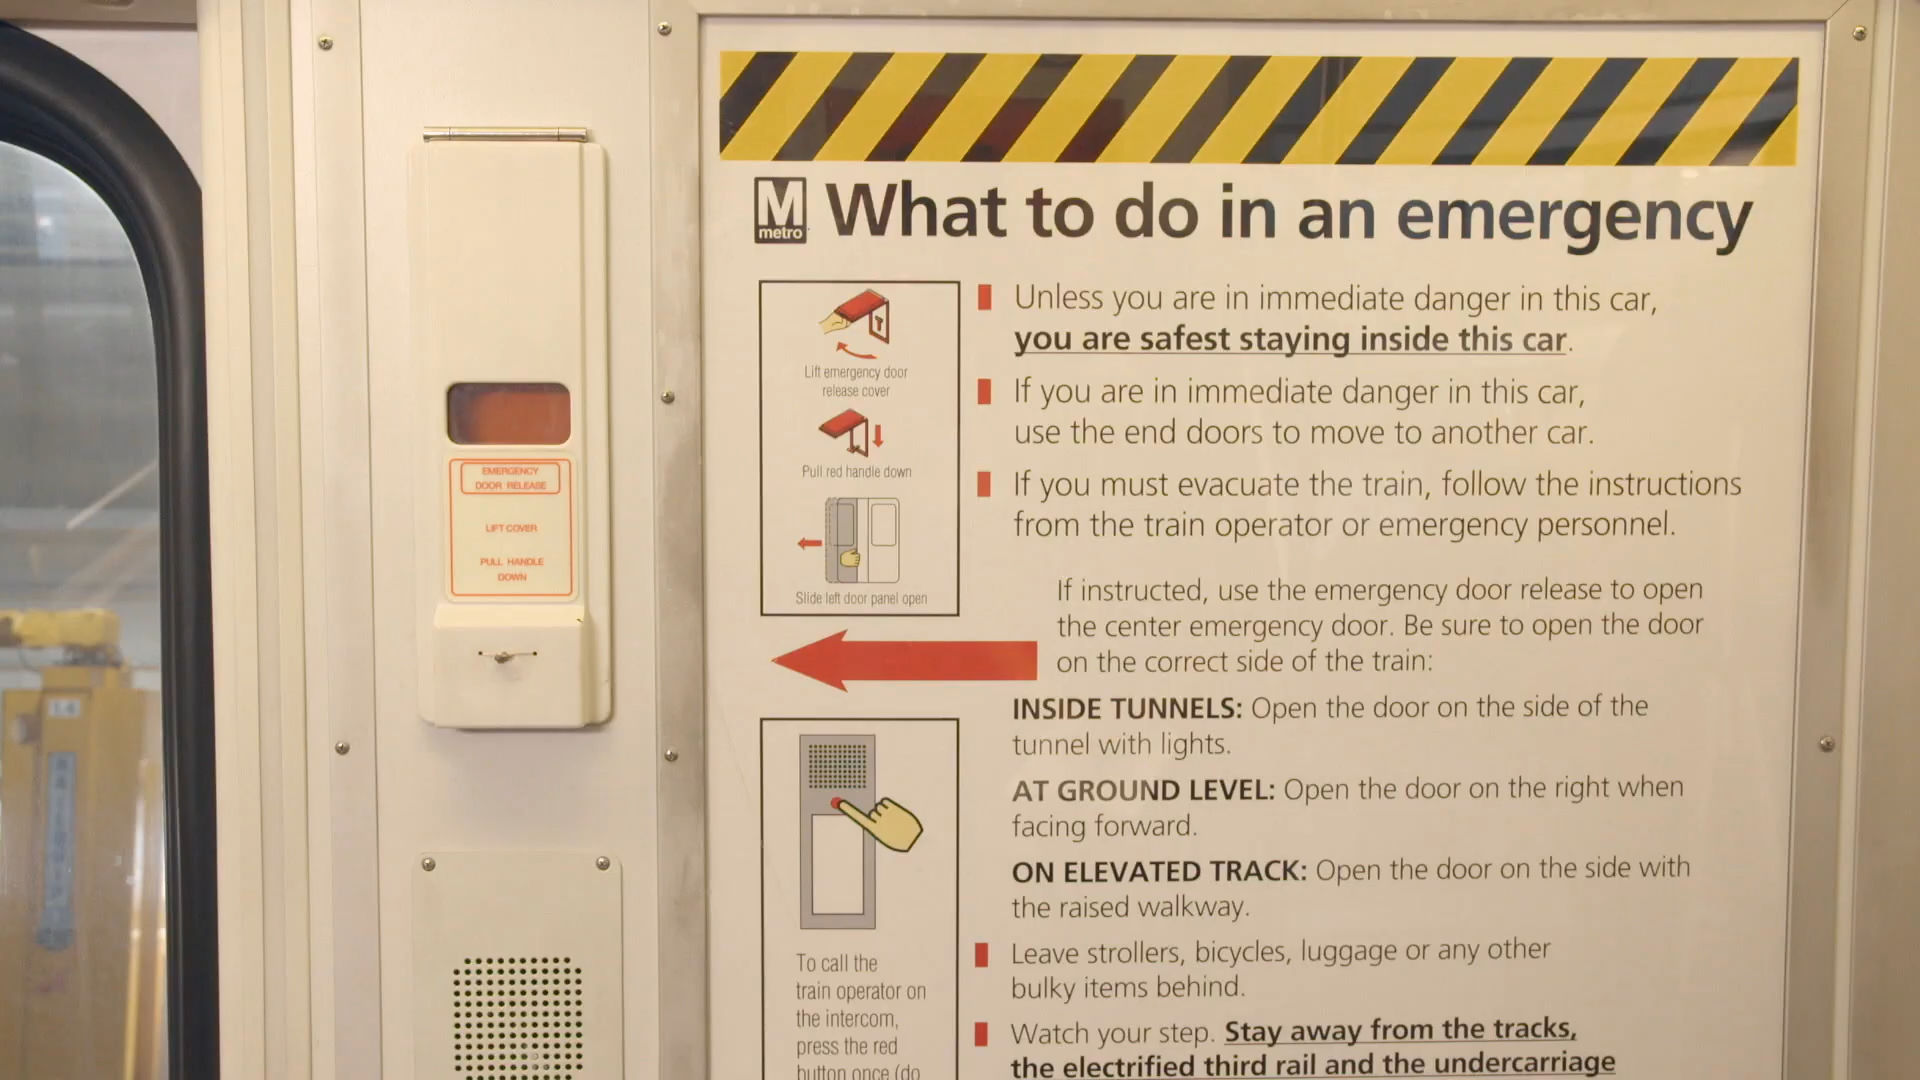 EMERGENCY
DOOR RELEASE
LIFT COVER
PULL HANDLE
DOWN
M
metro
What to do in an emergency
Lift emergency door
release cover
Pull red handle down
Slide left door panel open
Unless you are in immediate danger in this car,
you are safest staying inside this car.
If you are in immediate danger in this car,
use the end doors to move to another car.
If you must evacuate the train, follow the instructions
from the train operator or emergency personnel.
If instructed, use the emergency door release to open
the center emergency door. Be sure to open the door
on the correct side of the train:
INSIDE TUNNELS: Open the door on the side of the
tunnel with lights.
AT GROUND LEVEL: Open the door on the right when
facing forward.
ON ELEVATED TRACK: Open the door on the side with
the raised walkway.
Leave strollers, bicycles, luggage or any other
bulky items behind.
Watch your step. Stay away from the tracks,
the electrified third rail and the undercarriage
To call the
train operator on
the intercom,
press the red
button once (do